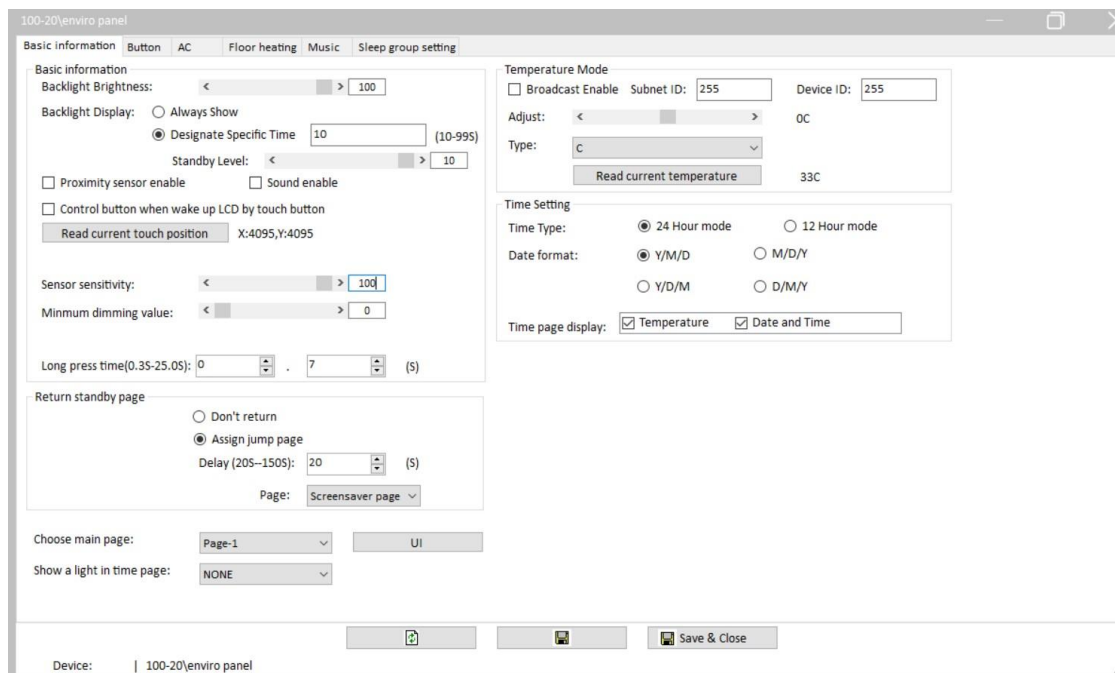 100-20\enviro panel
Basic information Button AC Floor heating Music Sleep group setting
Basic information
Backlight Brightness: 100
Backlight Display: Always Show
Designate Specific Time 10 (10-99S)
Standby Level: 10
Proximity sensor enable Sound enable
Control button when wake up LCD by touch button
Read current touch position X:4095,Y:4095
Sensor sensitivity: 100
Minmum dimming value: 0
Long press time(0.3S-25.0S): 0 . 7 (S)
Return standby page
Don't return
Assign jump page
Delay (20S--150S): 20 (S)
Page: Screensaver page
Choose main page: Page-1 UI
Show a light in time page: NONE
Temperature Mode
Broadcast Enable Subnet ID: 255 Device ID: 255
Adjust: 0C
Type: C
Read current temperature 33C
Time Setting
Time Type: 24 Hour mode 12 Hour mode
Date format: Y/M/D M/D/Y
Y/D/M D/M/Y
Time page display: Temperature Date and Time
Save & Close
Device: | 100-20\enviro panel